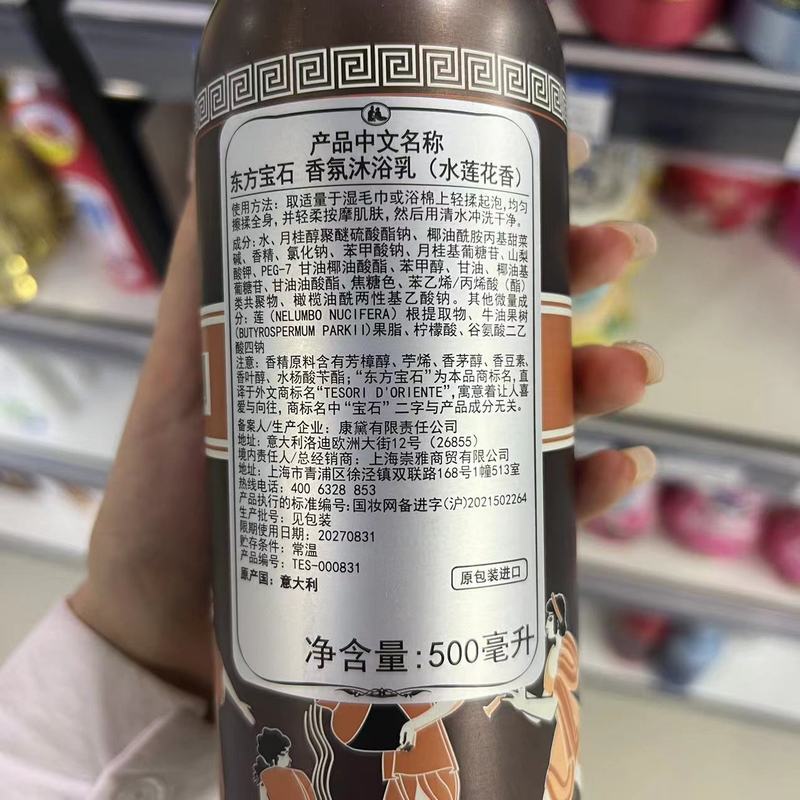 产品中文名称
东方宝石 香氛沐浴乳（水莲花香）
使用方法：取适量于湿毛巾或浴棉上轻揉起泡,均匀
擦揉全身，并轻柔按摩肌肤，然后用清水冲洗干净。
成分：水、月桂醇聚醚硫酸酯钠、椰油酰胺丙基甜菜
碱、香精、氯化钠、苯甲酸钠、月桂基葡糖苷、山梨
酸钾、PEG-7 甘油椰油酸酯、苯甲醇、甘油、椰油基
葡糖苷、甘油油酸酯、焦糖色、苯乙烯/丙烯酸（酯）
类共聚物、橄榄油酰两性基乙酸钠。其他微量成
分：莲（NELUMBO NUCIFERA）根提取物、牛油果树
(BUTYROSPERMUM PARKII)果脂、柠檬酸、谷氨酸二乙
酸四钠
注意：香精原料含有芳樟醇、苧烯、香茅醇、香豆素、
香叶醇、水杨酸苄酯；“东方宝石”为本品商标名,直
译于外文商标名“TESORI D'ORIENTE”,寓意着让人喜
爱与向往，商标名中“宝石”二字与产品成分无关。
备案人/生产企业：康黛有限责任公司
地址：意大利洛迪欧洲大街12号（26855）
境内责任人/总经销商：上海崇雅商贸有限公司
地址：上海市青浦区徐泾镇双联路168号1幢513室
热线电话：400 6328 853
产品执行的标准编号:国妆网备进字(沪)2021502264
生产批号：见包装
限期使用日期：20270831
贮存条件：常温
产品编号：TES-000831
原产国：意大利
原包装进口
净含量:500毫升